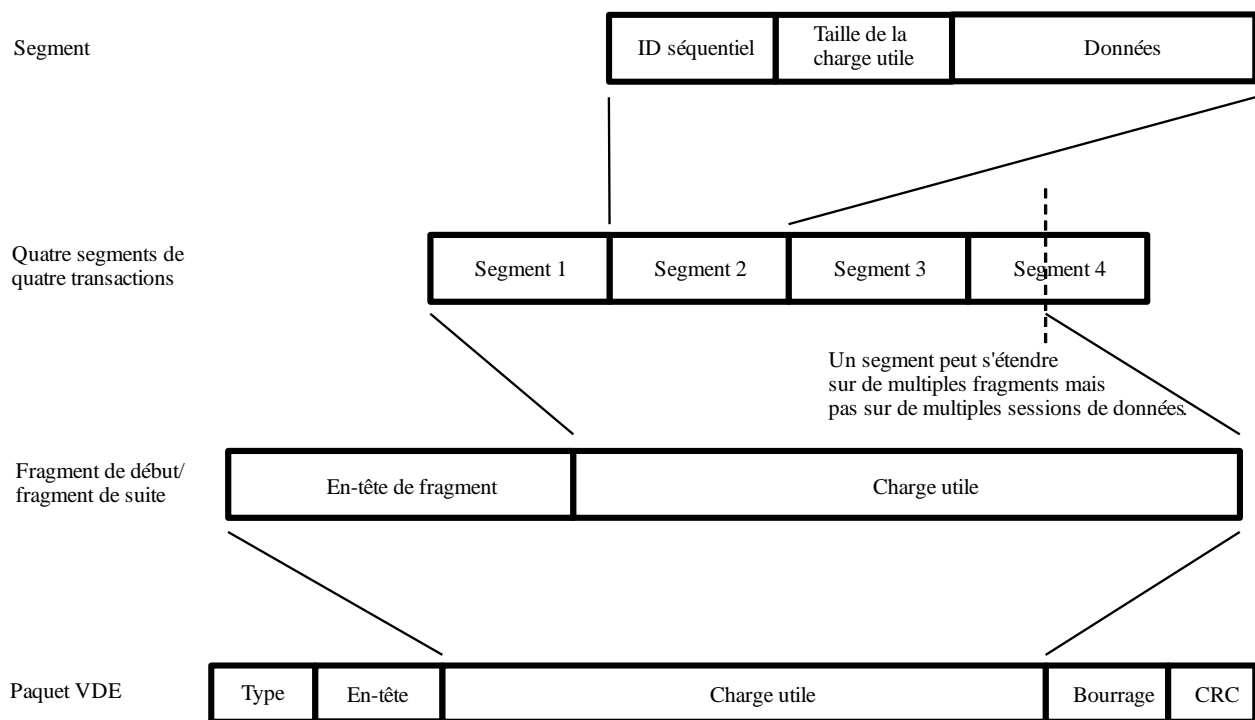 Segment
ID séquentiel
Taille de la
charge utile
Données
Quatre segments de
quatre transactions
Segment 1
Segment 2
Segment 3
Segment 4
Un segment peut s'étendre
sur de multiples fragments mais
pas sur de multiples sessions de données.
Fragment de début/
fragment de suite
En-tête de fragment
Charge utile
Paquet VDE
Type
En-tête
Charge utile
Bourrage
CRC